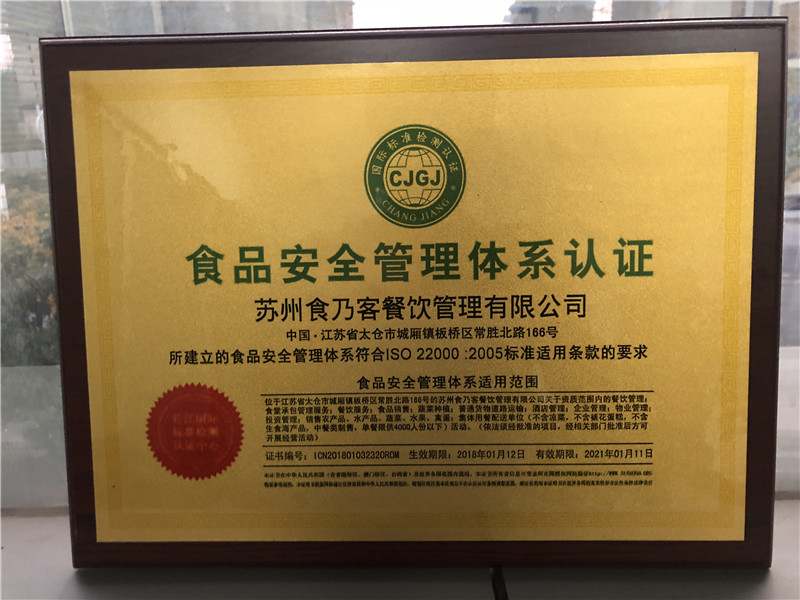 国标标准检测认证
CJGJ
CHANG JIANG
食品安全管理体系认证
苏州食乃客餐饮管理有限公司
中国·江苏省太仓市城厢镇板桥区常胜北路166号
所建立的食品安全管理体系符合ISO 22000 :2005标准适用条款的要求
食品安全管理体系适用范围
位于江苏省太仓市城厢镇板桥区常胜北路166号的苏州食乃客餐饮管理有限公司关于资质范围内的餐饮管理;
食堂承包管理服务; 餐饮服务; 食品销售; 蔬菜种植; 普通货物道路运输; 酒店管理; 企业管理; 物业管理;
投资管理; 销售农产品、水产品、蔬菜、水果、禽蛋; 集体用餐配送单位 (不含凉菜, 不含裱花蛋糕, 不含
生食海产品, 中餐类制售, 单餐限供4000人份以下) 活动。(依法须经批准的项目, 经相关部门批准后方可
开展经营活动)
长江国际
标准检测
认证中心
证书编号: 1CN20180103232OROM 生效期限: 2018年01月12日 有效期限: 2021年01月11日